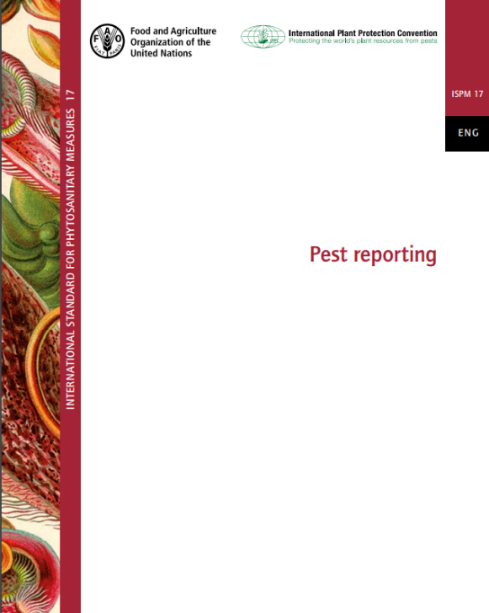 Food and Agriculture
Organization of the
United Nations
International Plant Protection Convention
Protecting the world's plant resources from pests
ISPM 17
ENG
INTERNATIONAL STANDARD FOR PHYTOSANITARY MEASURES 17
Pest reporting